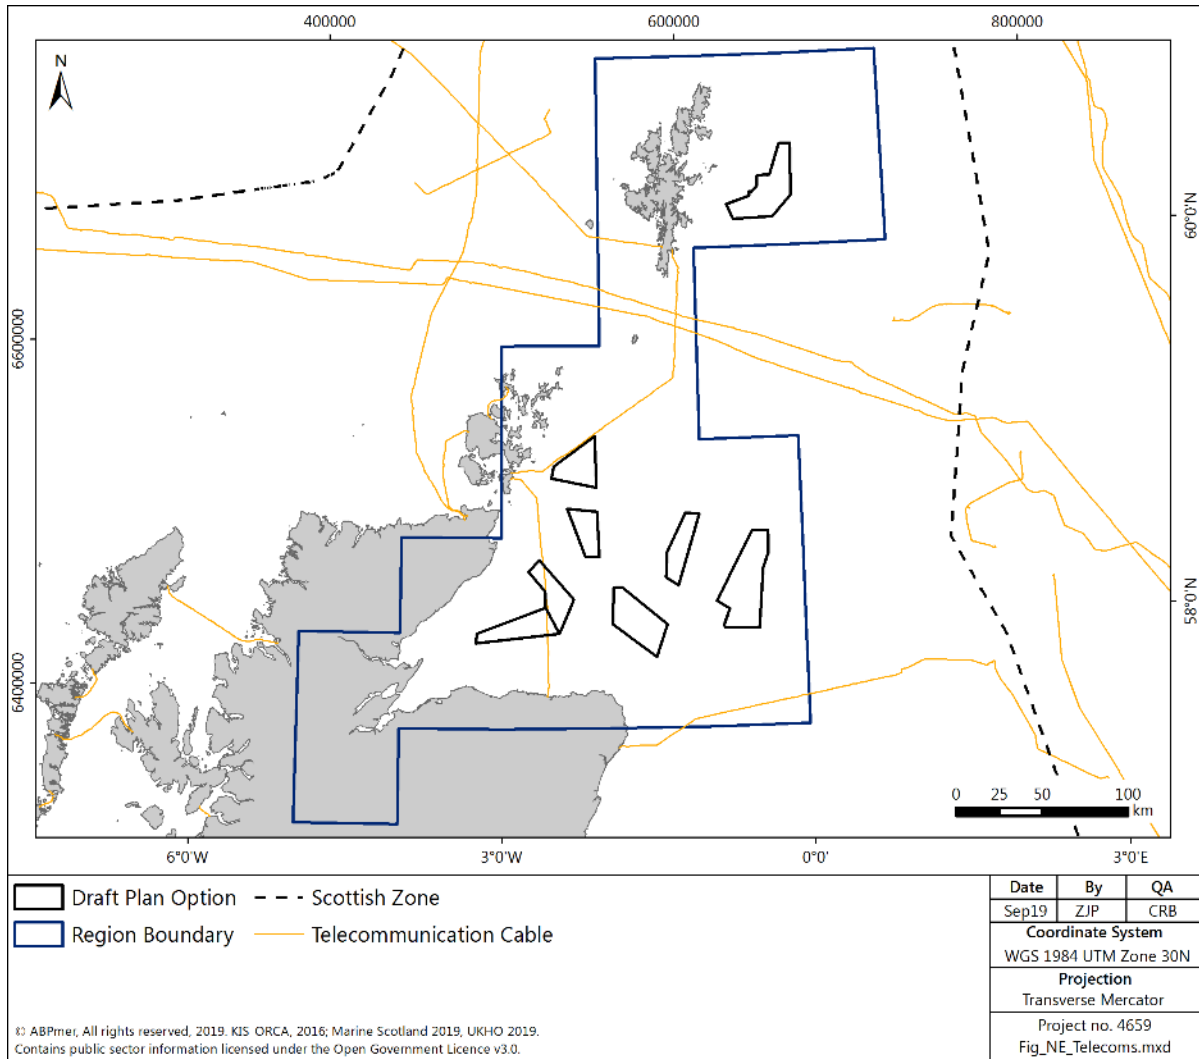 400000 600000 800000
N
60°0'N
6600000
58°0'N
6400000
0 25 50 100
km
6°0'W 3°0'W 0°0' 3°0'E
Draft Plan Option Scottish Zone
Region Boundary Telecommunication Cable
Date By QA
Sep19 ZJP CRB
Coordinate System
WGS 1984 UTM Zone 30N
Projection
Transverse Mercator
Project no. 4659
Fig_NE_Telecoms.mxd
© ABPmer, All rights reserved, 2019. KIS ORCA, 2016; Marine Scotland 2019, UKHO 2019.
Contains public sector information licensed under the Open Government Licence v3.0.